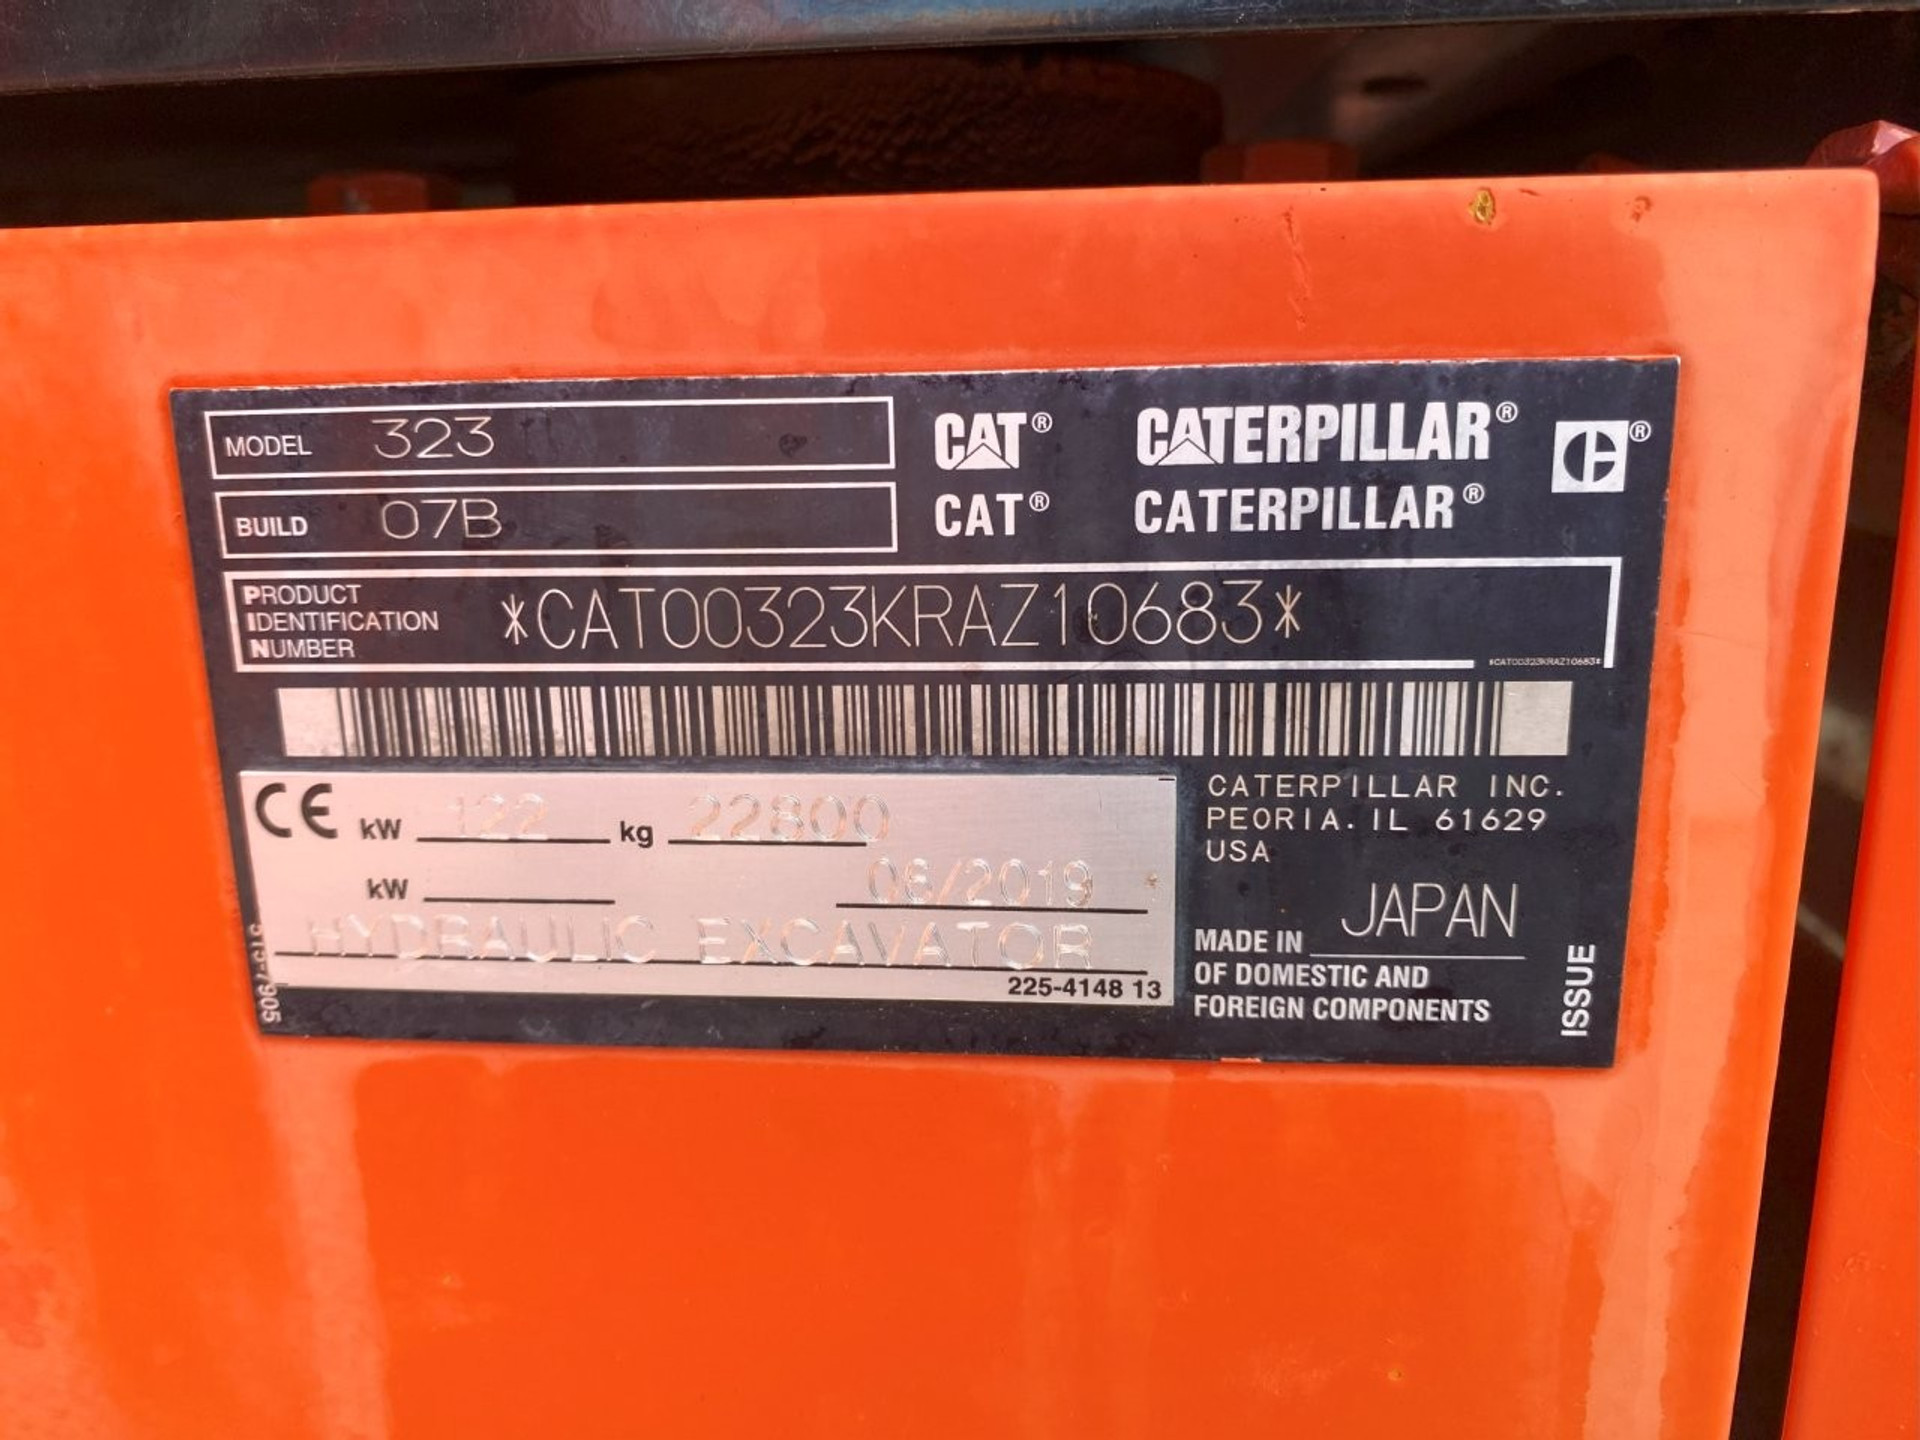 MODEL 323
BUILD 07B
CAT® CATERPILLAR® ®
CAT® CATERPILLAR®
PRODUCT IDENTIFICATION NUMBER
*CAT00323KRAZ10683*
*CAT00323KRAZ10683*
CE kW 122 kg 22800
kW 06/2019
HYDRAULIC EXCAVATOR
225-4148 13
CATERPILLAR INC.
PEORIA. IL 61629
USA
MADE IN JAPAN
OF DOMESTIC AND
FOREIGN COMPONENTS
ISSUE